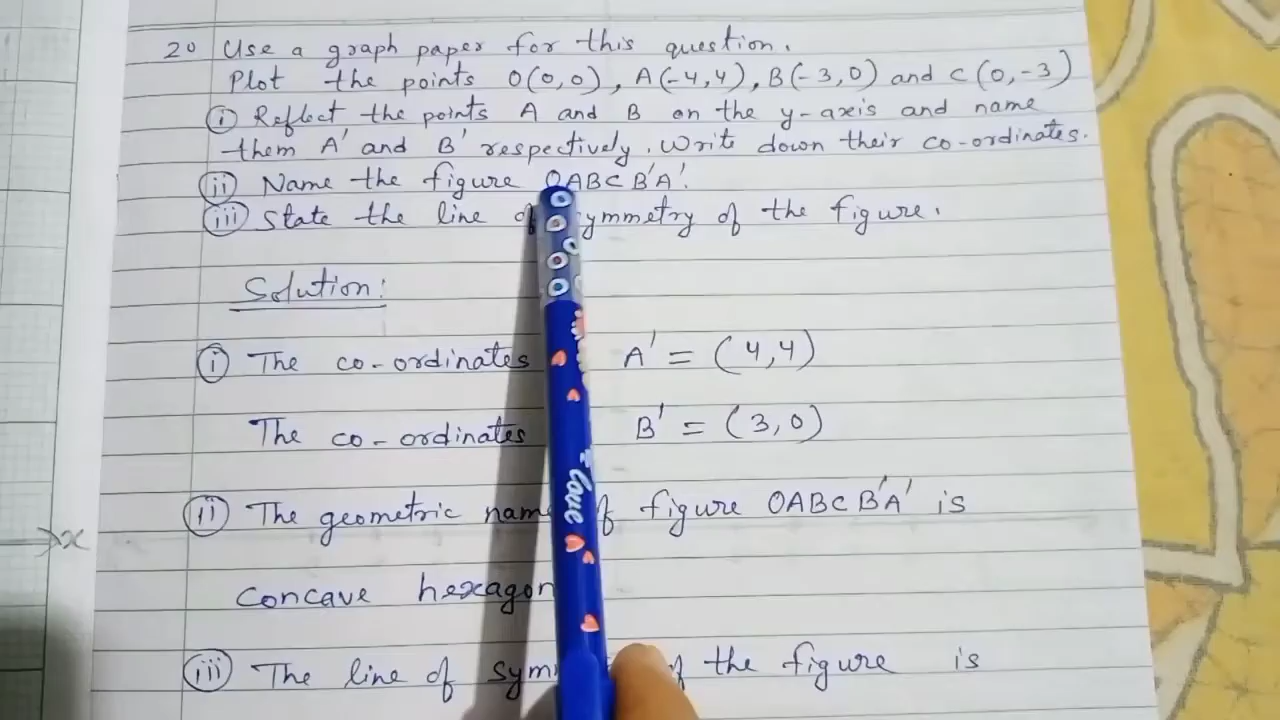 20 Use a graph paper for this question.
Plot the points O(0,0), A(-4,4), B(-3,0) and C(0,-3)
(i) Reflect the points A and B on the y-axis and name
them A' and B' respectively. Write down their co-ordinates.
(ii) Name the figure OABCB'A'.
(iii) State the line of symmetry of the figure.
Solution:
(i) The co-ordinates A' = (4,4)
The co-ordinates B' = (3,0)
(ii) The geometric name of figure OABCB'A' is
Concave hexagon
(iii) The line of of the figure is
x
Love